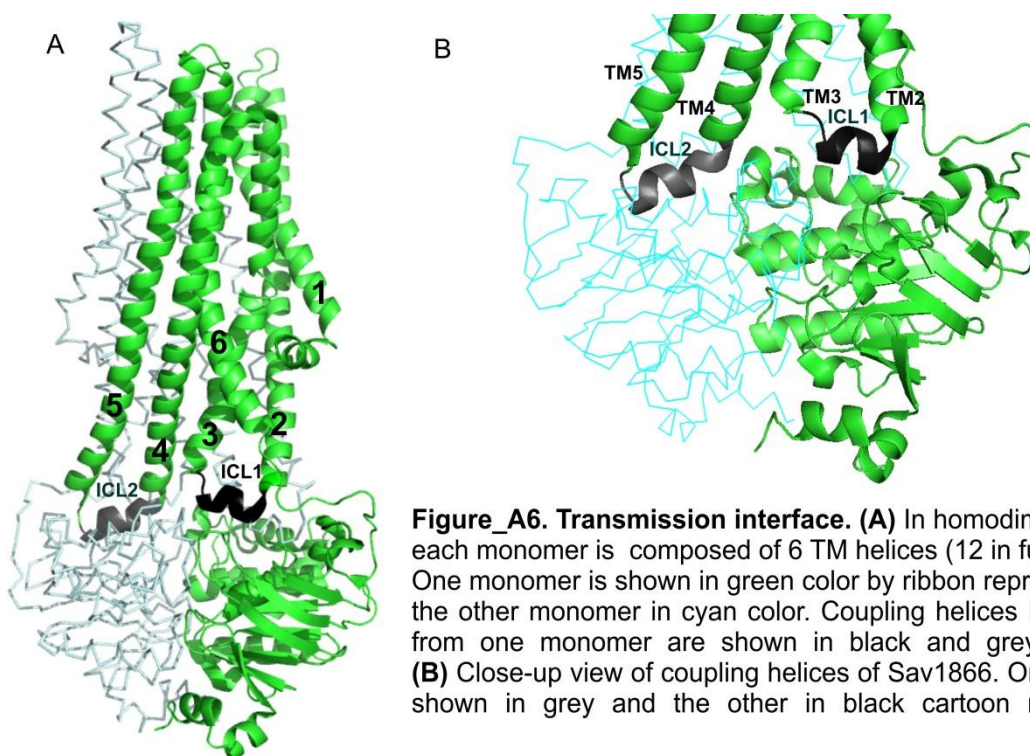 A
1
6
5
2
3
4
ICL1
ICL2
B
TM5
TM4
TM3
TM2
ICL1
ICL2
Figure_A6. Transmission interface. (A) In homodin
each monomer is composed of 6 TM helices (12 in fu
One monomer is shown in green color by ribbon repr
the other monomer in cyan color. Coupling helices
from one monomer are shown in black and grey
(B) Close-up view of coupling helices of Sav1866. Or
shown in grey and the other in black cartoon